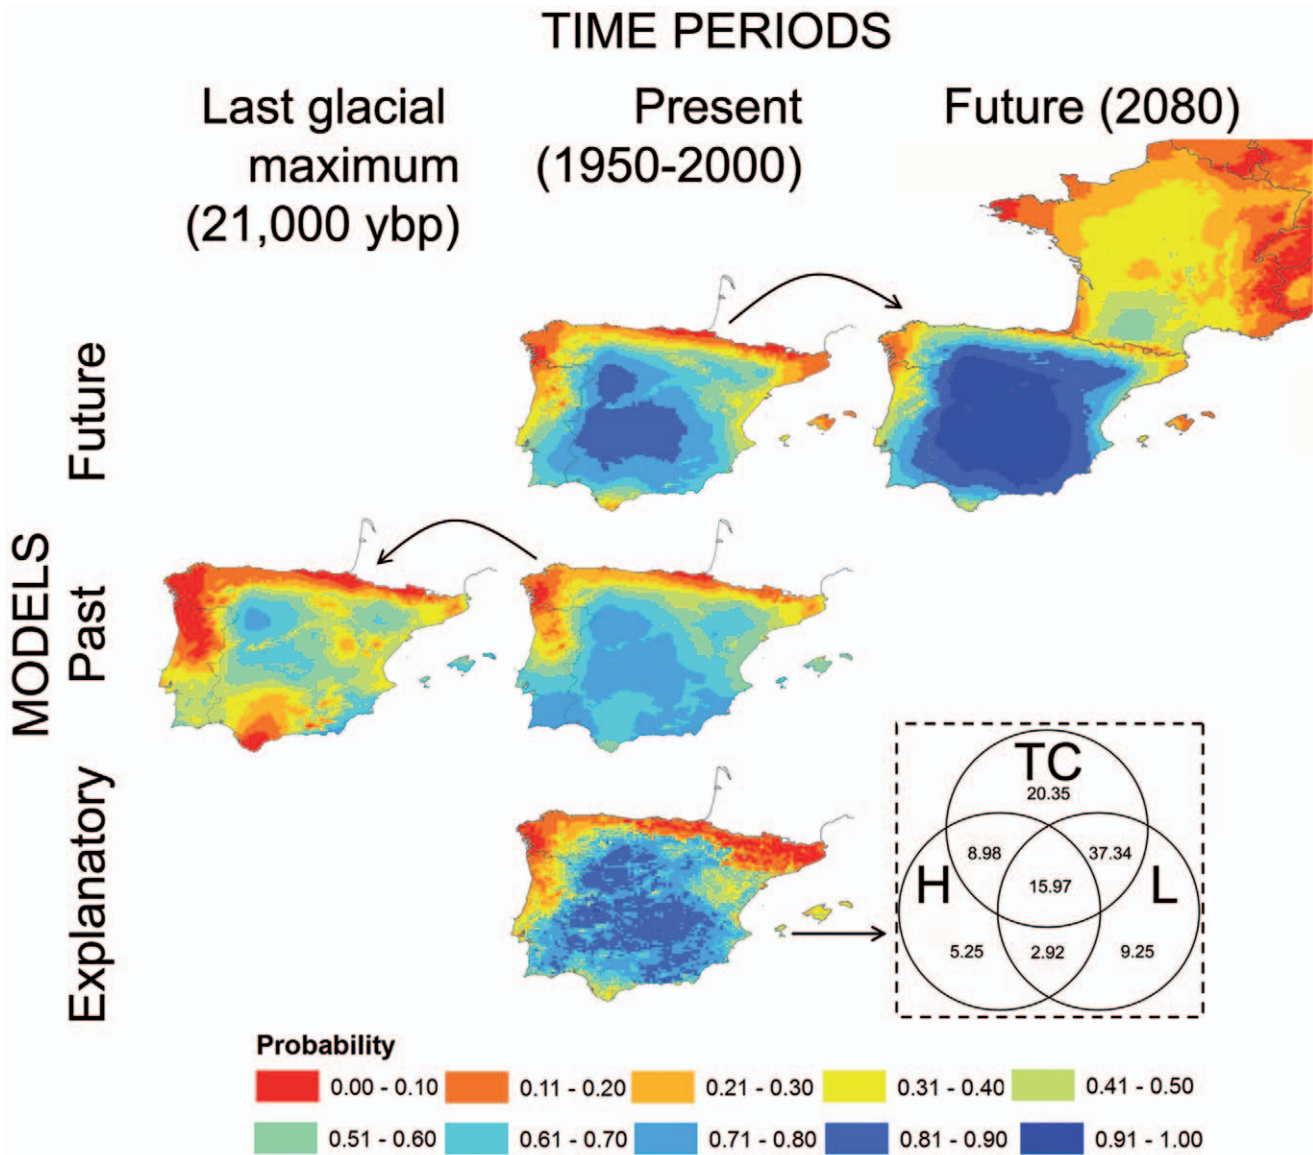 TIME PERIODS
Last glacial
maximum
(21,000 ybp)
Present
(1950-2000)
Future (2080)
MODELS
Future
Past
Explanatory
TC
20.35
8.98
37.34
H
15.97
L
5.25
2.92
9.25
Probability
0.00 - 0.10
0.11 - 0.20
0.21 - 0.30
0.31 - 0.40
0.41 - 0.50
0.51 - 0.60
0.61 - 0.70
0.71 - 0.80
0.81 - 0.90
0.91 - 1.00